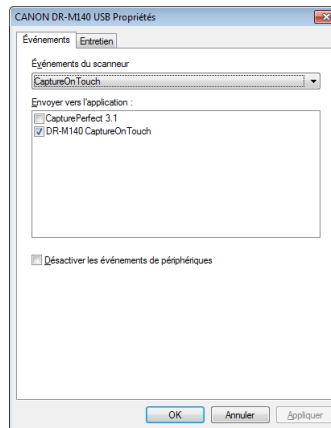 CANON DR-M140 USB Propriétés
Événements
Entretien
Événements du scanneur
CaptureOnTouch
Envoyer vers l'application :
CapturePerfect 3.1
DR-M140 CaptureOnTouch
Désactiver les événements de périphériques
OK
Annuler
Appliquer